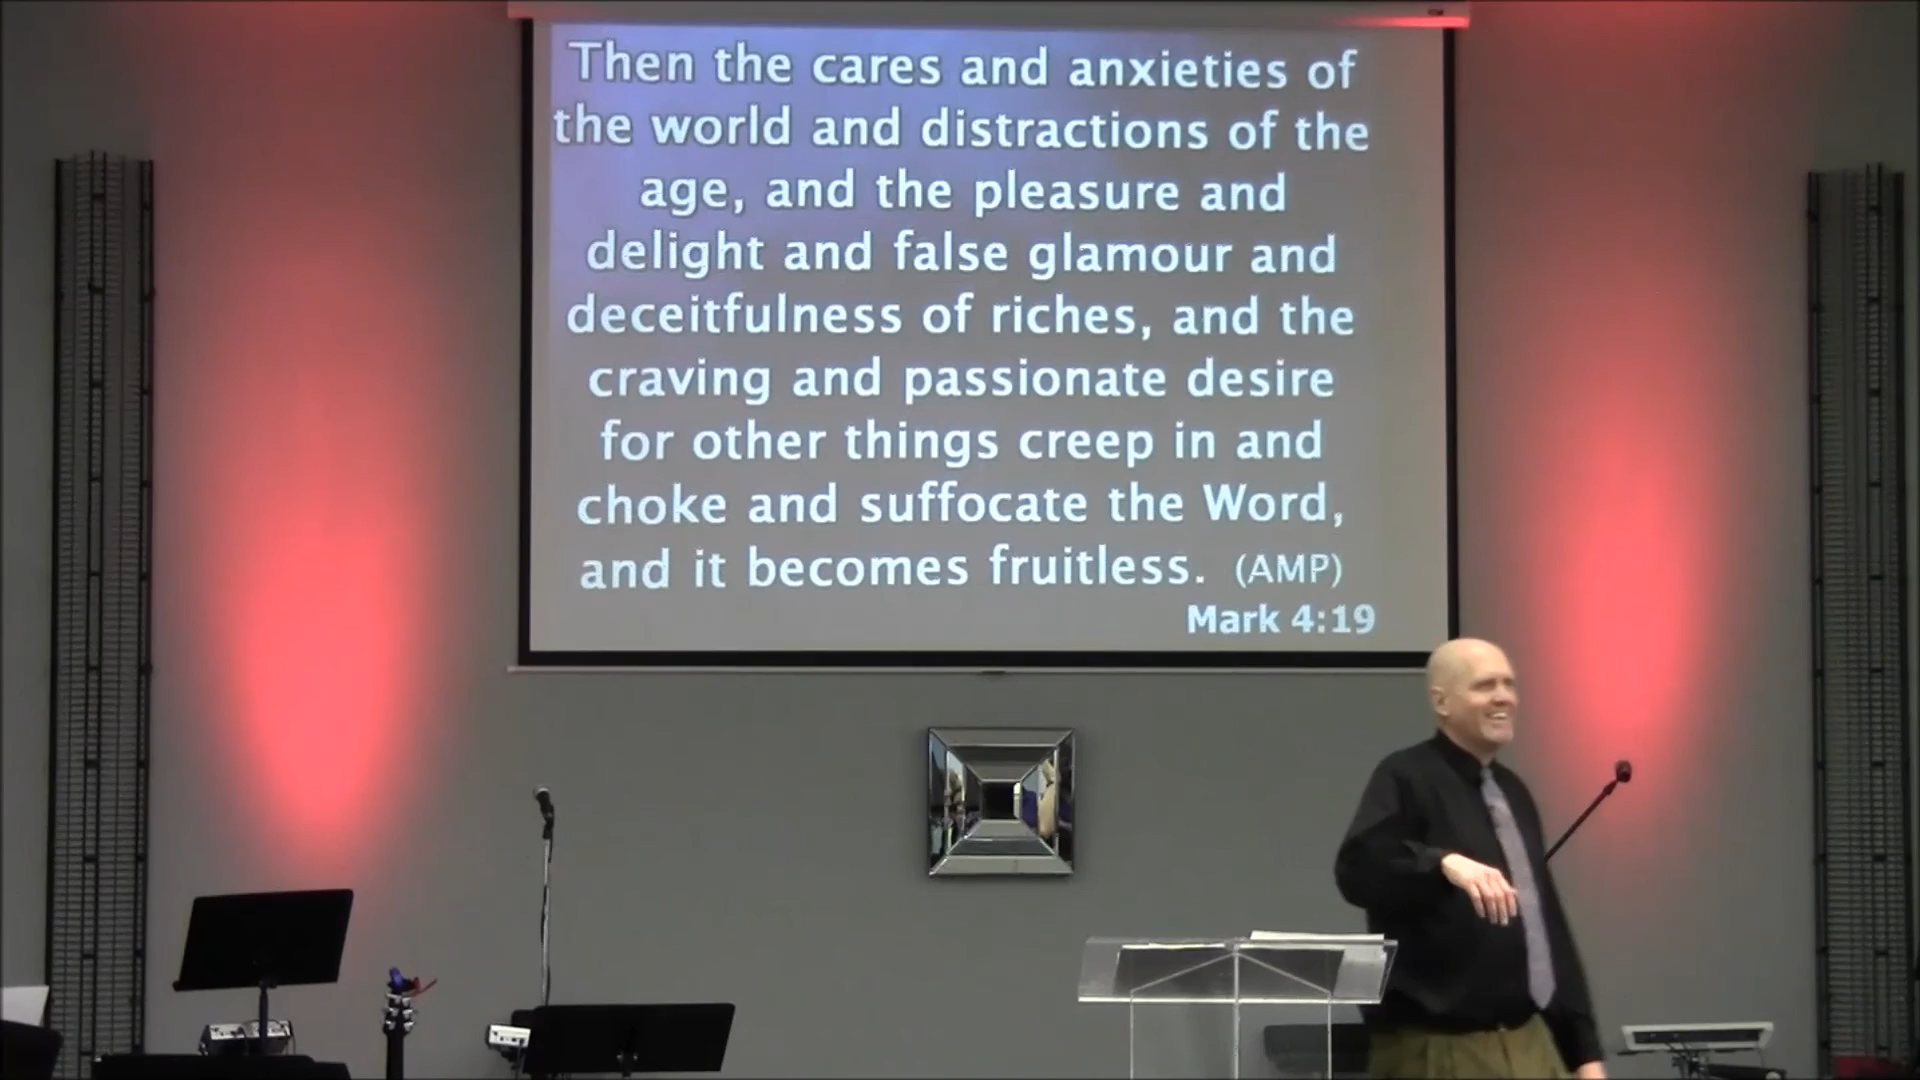 Then the cares and anxieties of
the world and distractions of the
age, and the pleasure and
delight and false glamour and
deceitfulness of riches, and the
craving and passionate desire
for other things creep in and
choke and suffocate the Word,
and it becomes fruitless. (AMP)
Mark 4:19